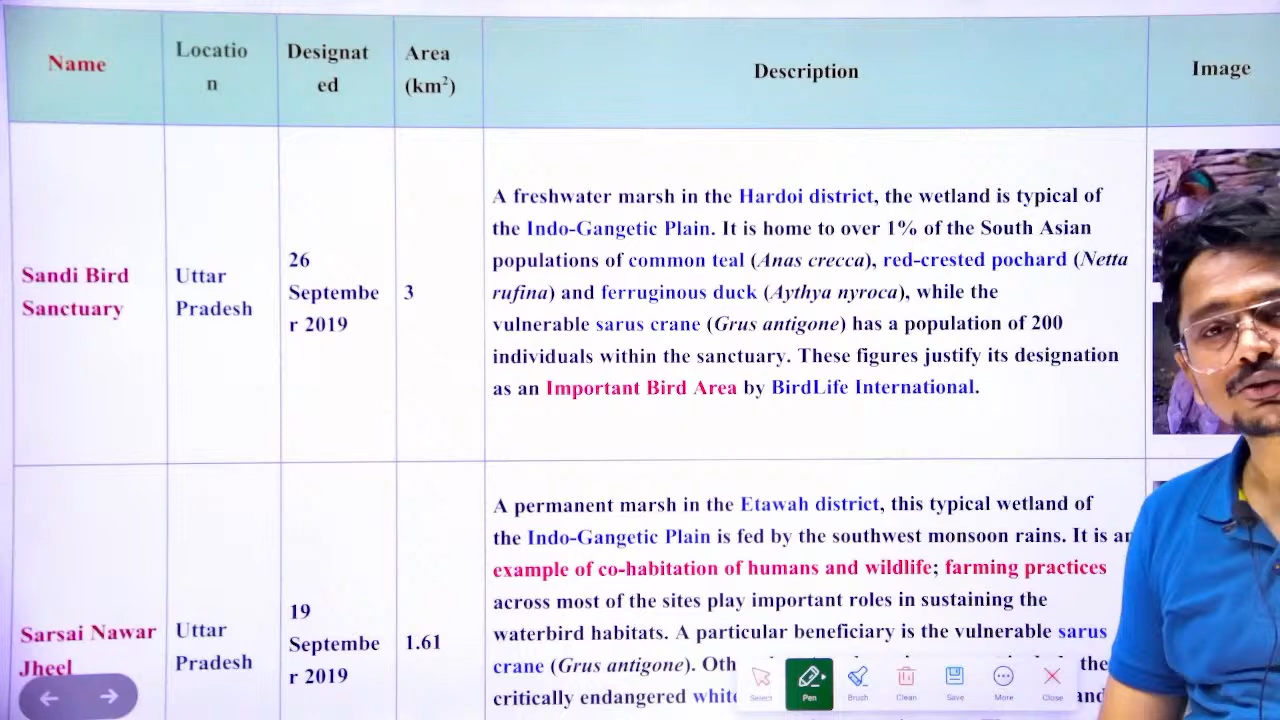 Name
Locatio
n
Designat
ed
Area
(km²)
Description
Image
Sandi Bird
Sanctuary
Uttar
Pradesh
26
Septembe
r 2019
3
A freshwater marsh in the Hardoi district, the wetland is typical of
the Indo-Gangetic Plain. It is home to over 1% of the South Asian
populations of common teal (Anas crecca), red-crested pochard (Netta
rufina) and ferruginous duck (Aythya nyroca), while the
vulnerable sarus crane (Grus antigone) has a population of 200
individuals within the sanctuary. These figures justify its designation
as an Important Bird Area by BirdLife International.
Sarsai Nawar
Jheel
Uttar
Pradesh
19
Septembe
r 2019
1.61
A permanent marsh in the Etawah district, this typical wetland of
the Indo-Gangetic Plain is fed by the southwest monsoon rains. It is an
example of co-habitation of humans and wildlife; farming practices
across most of the sites play important roles in sustaining the
waterbird habitats. A particular beneficiary is the vulnerable sarus
crane (Grus antigone). the
critically endangered and
Select
Pen
Brush
Clean
Save
More
Close